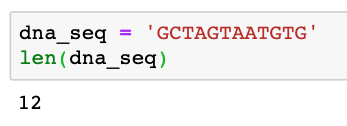 dna_seq = 'GCTAGTAATGTG'
len(dna_seq)
12